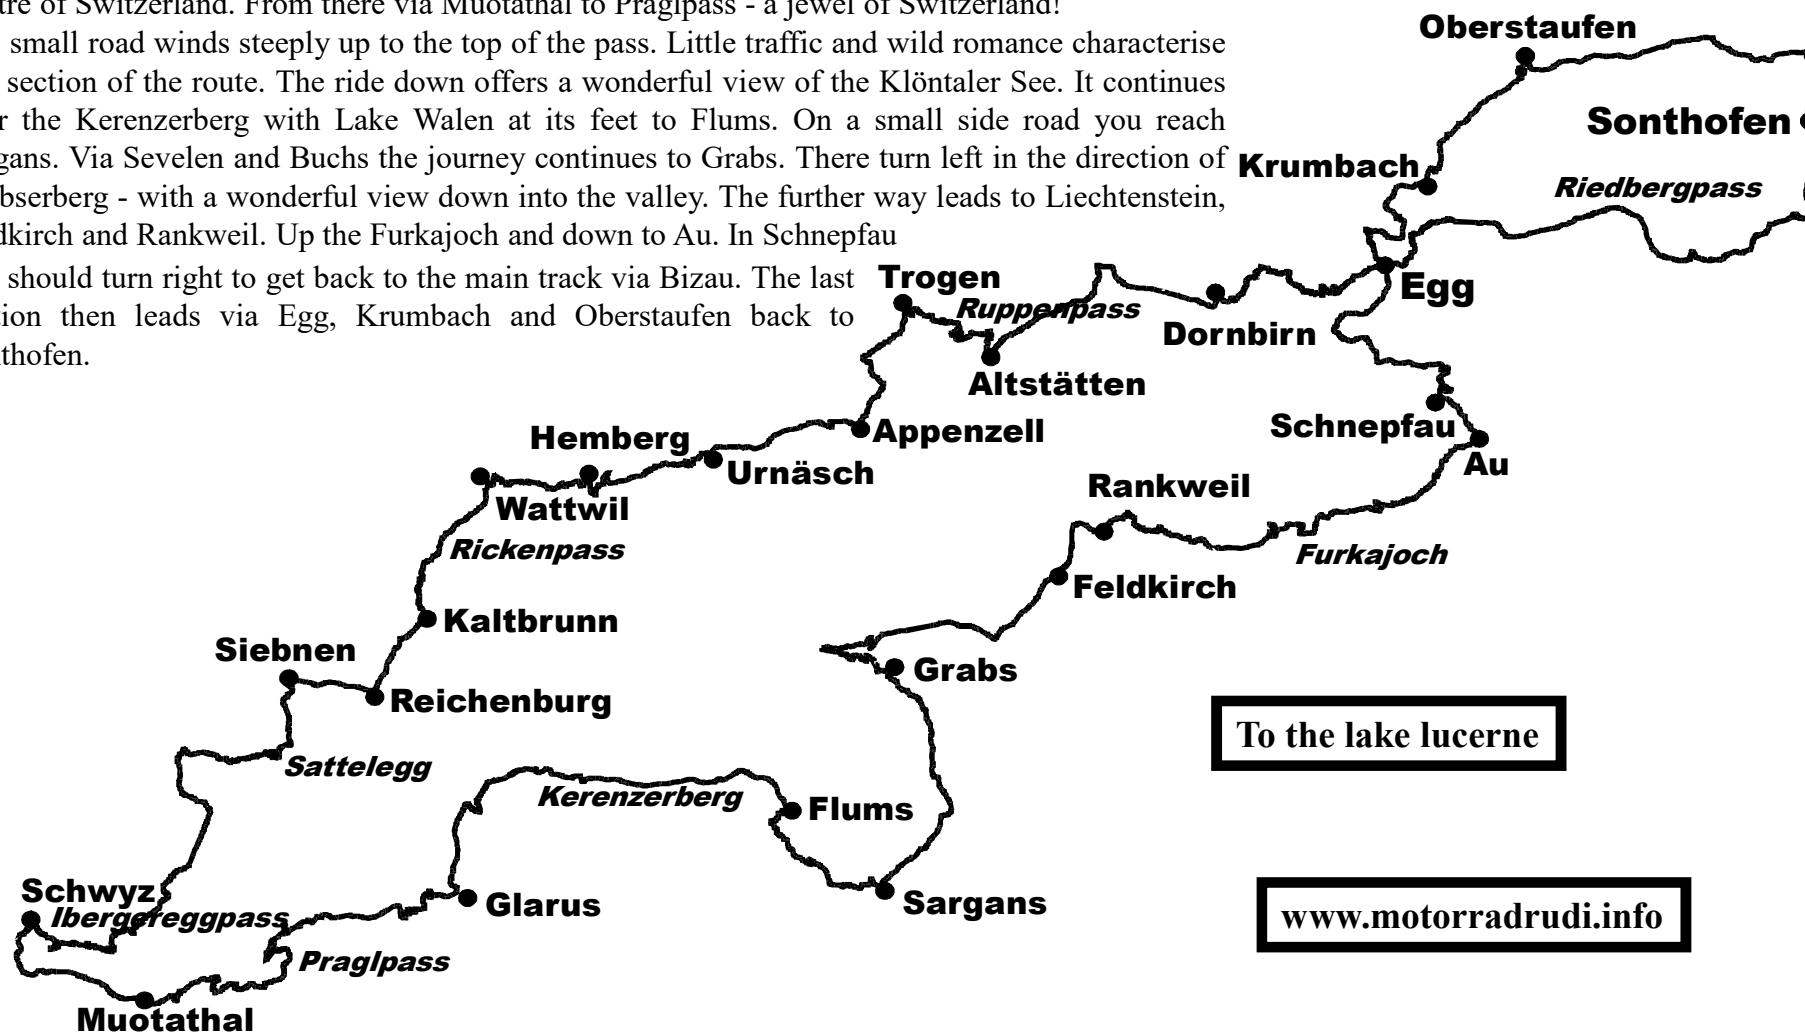 tre of Switzerland. From there via Muotathal to Praglpass - a jewel of Switzerland!
small road winds steeply up to the top of the pass. Little traffic and wild romance characterise
section of the route. The ride down offers a wonderful view of the Klöntaler See. It continues
r the Kerenzerberg with Lake Walen at its feet to Flums. On a small side road you reach
gans. Via Sevelen and Buchs the journey continues to Grabs. There turn left in the direction of
bserberg - with a wonderful view down into the valley. The further way leads to Liechtenstein,
dkirch and Rankweil. Up the Furkajoch and down to Au. In Schnepfau
should turn right to get back to the main track via Bizau. The last
tion then leads via Egg, Krumbach and Oberstaufen back to
thofen.
Oberstaufen
Sonthofen
Krumbach
Riedbergpass
Trogen
Egg
Ruppenpass
Dornbirn
Altstätten
Schnepfau
Appenzell
Hemberg
Au
Urnäsch
Rankweil
Wattwil
Rickenpass
Furkajoch
Feldkirch
Kaltbrunn
Siebnen
Grabs
Reichenburg
To the lake lucerne
Sattelegg
Kerenzerberg
Flums
Schwyz
Glarus
Sargans
Ibergereggpass
www.motorradrudi.info
Praglpass
Muotathal